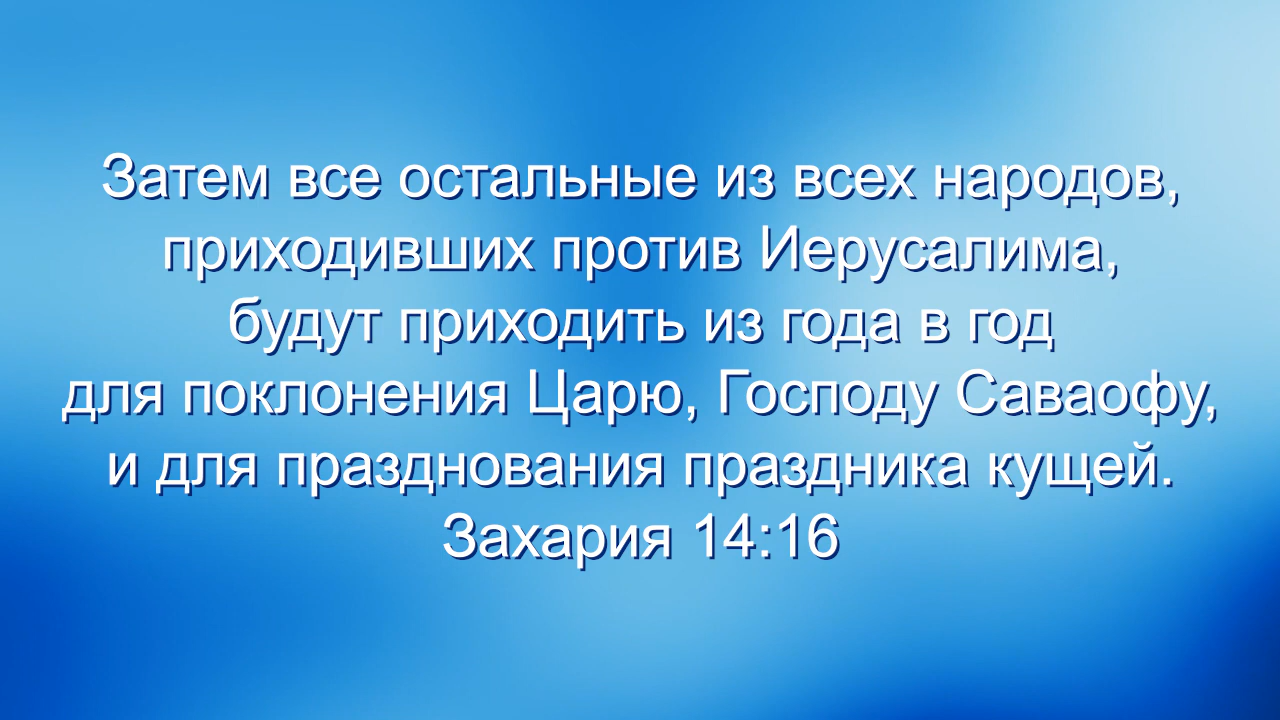 Затем все остальные из всех народов,
приходивших против Иерусалима,
будут приходить из года в год
для поклонения Царю, Господу Саваофу,
и для празднования праздника кущей.
Захария 14:16